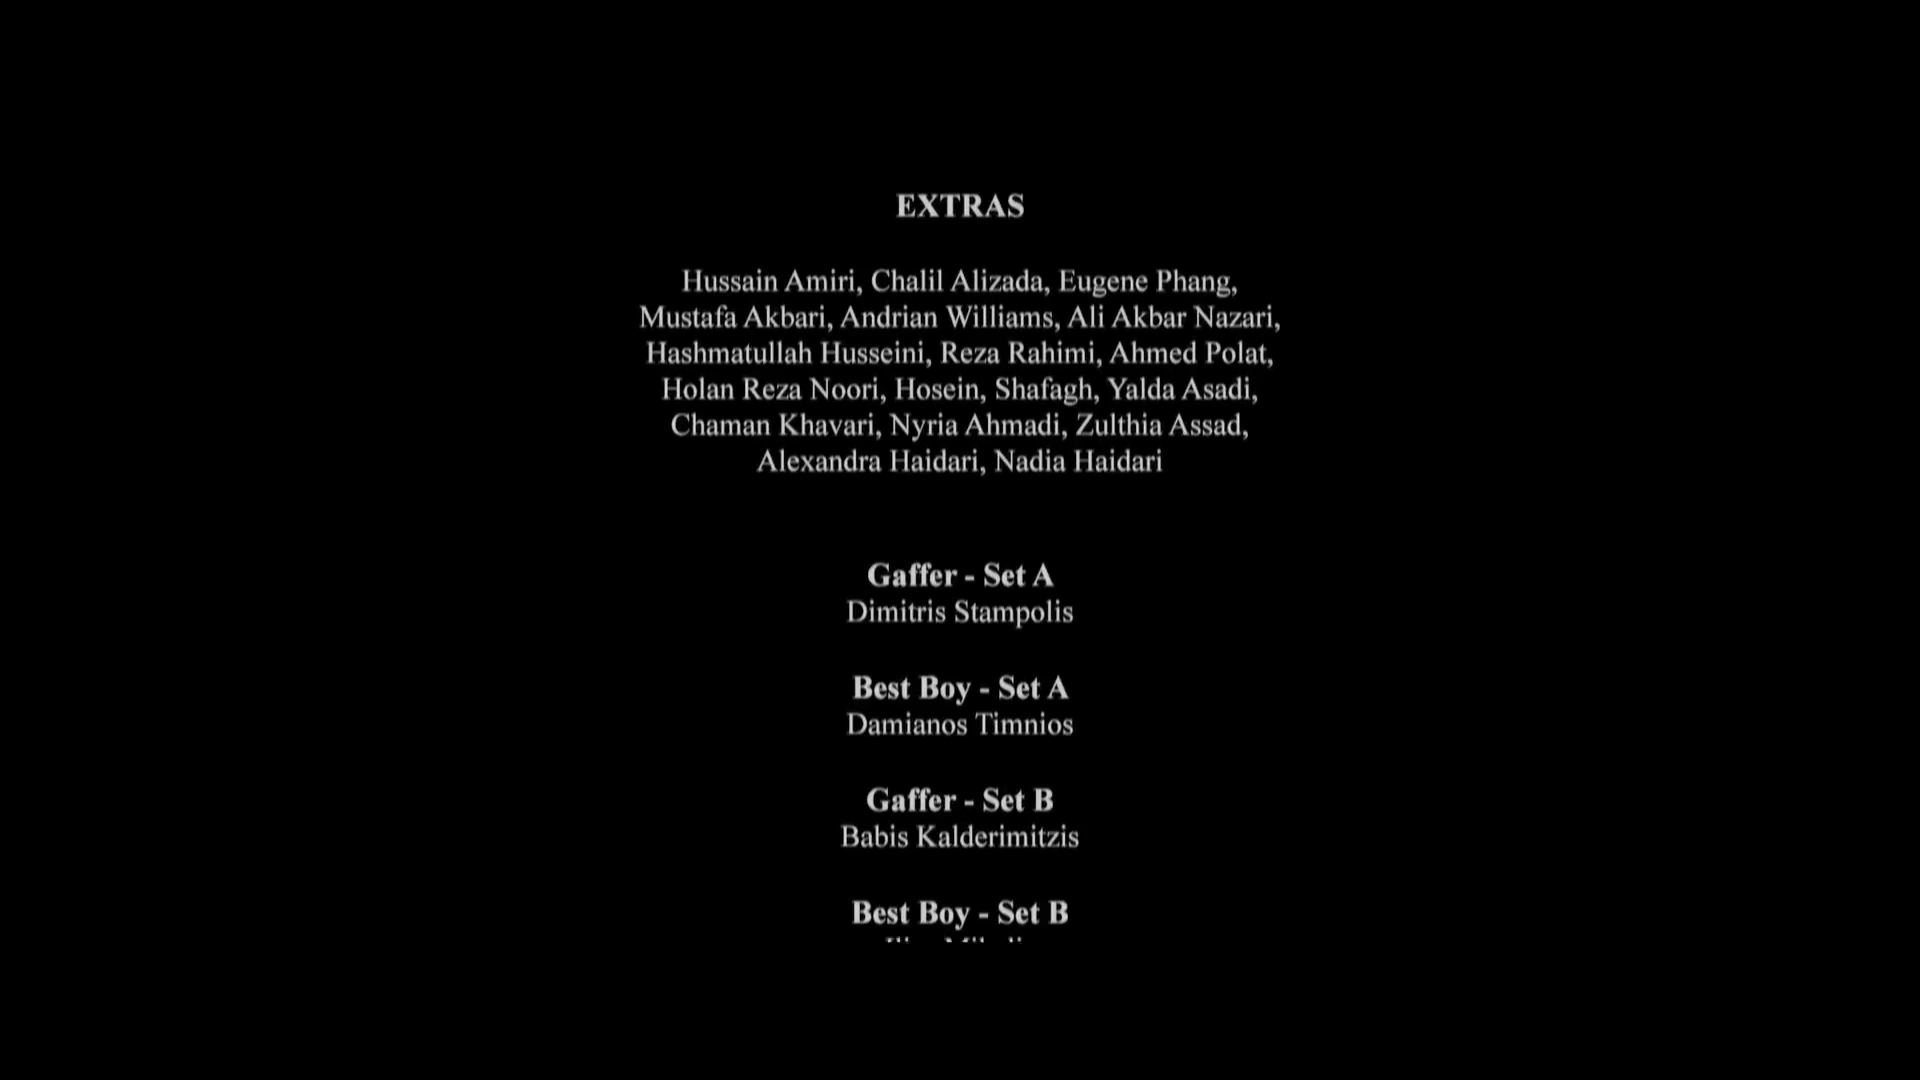 EXTRAS
Hussain Amiri, Chalil Alizada, Eugene Phang,
Mustafa Akbari, Andrian Williams, Ali Akbar Nazari,
Hashmatullah Husseini, Reza Rahimi, Ahmed Polat,
Holan Reza Noori, Hosein, Shafagh, Yalda Asadi,
Chaman Khavari, Nyria Ahmadi, Zulthia Assad,
Alexandra Haidari, Nadia Haidari
Gaffer - Set A
Dimitris Stampolis
Best Boy - Set A
Damianos Timnios
Gaffer - Set B
Babis Kalderimitzis
Best Boy - Set B